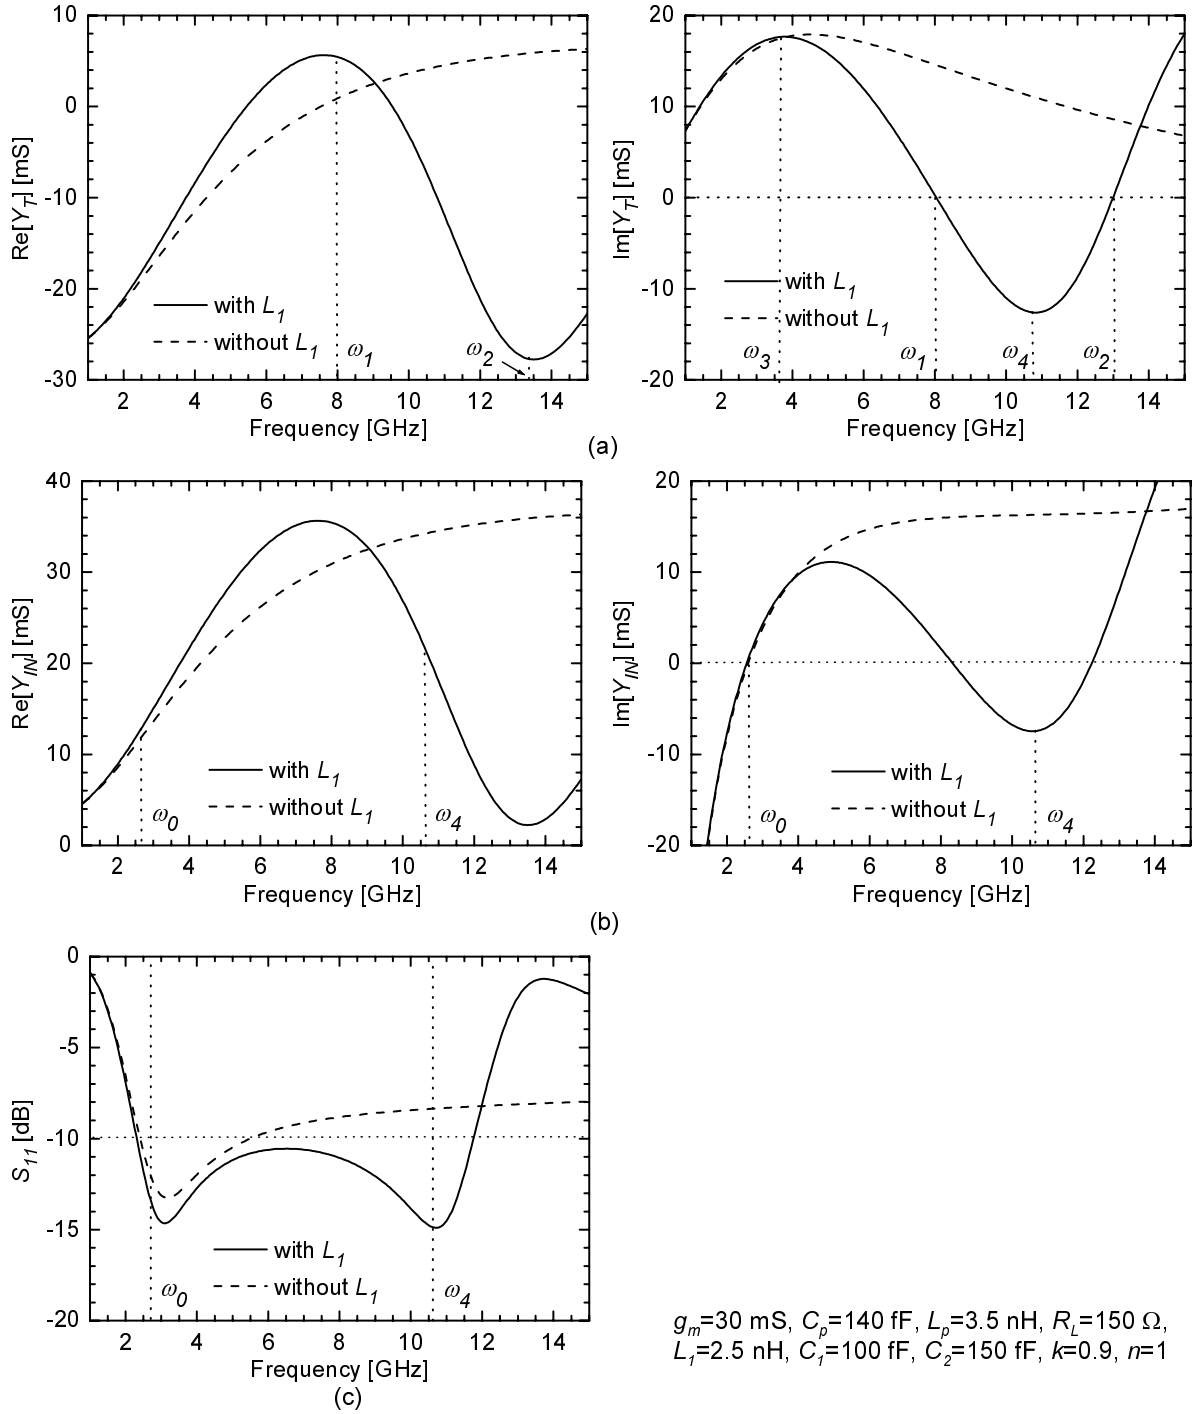 Re[Y_T] [mS]
10
0
-10
-20
-30
with L_1
without L_1
ω_1
ω_2
2 4 6 8 10 12 14
Frequency [GHz]
Im[Y_T] [mS]
20
10
0
-10
-20
with L_1
without L_1
ω_3
ω_1
ω_4
ω_2
2 4 6 8 10 12 14
Frequency [GHz]
(a)
Re[Y_IN] [mS]
40
30
20
10
0
with L_1
without L_1
ω_0
ω_4
2 4 6 8 10 12 14
Frequency [GHz]
Im[Y_IN] [mS]
20
10
0
-10
-20
with L_1
without L_1
ω_0
ω_4
2 4 6 8 10 12 14
Frequency [GHz]
(b)
S_11 [dB]
0
-5
-10
-15
-20
with L_1
without L_1
ω_0
ω_4
2 4 6 8 10 12 14
Frequency [GHz]
(c)
g_m=30 mS, C_p=140 fF, L_p=3.5 nH, R_L=150 Ω,
L_1=2.5 nH, C_1=100 fF, C_2=150 fF, k=0.9, n=1